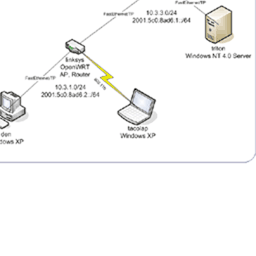 FastEthernet/TP
FastEthernet/TP
10.3.3.0/24
2001:5c0:8ad6:1::/64
triton
Windows NT 4.0 Server
linksys
OpenWRT
AP, Router
FastEthernet/TP
10.3.1.0/24
2001:5c0:8ad6:2::/64
den
dows XP
tacolap
Windows XP